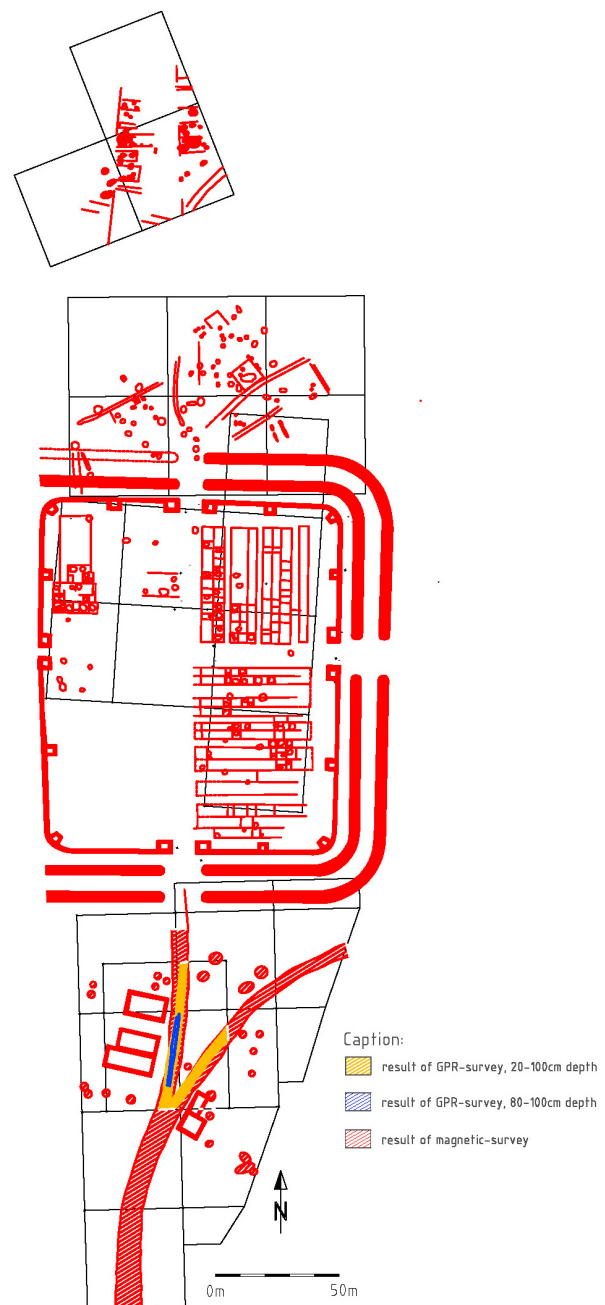 Caption:
result of GPR-survey, 20-100cm depth
result of GPR-survey, 80-100cm depth
result of magnetic-survey
N
0m 50m